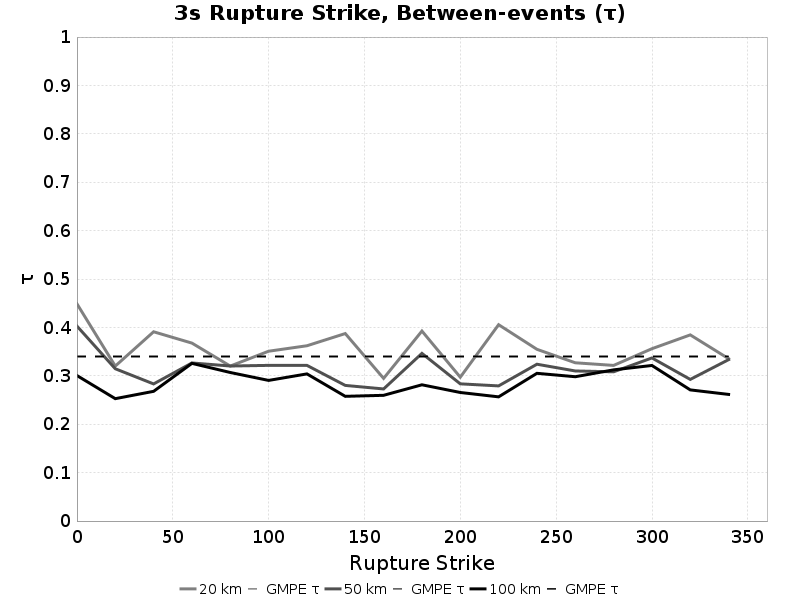 3s Rupture Strike, Between-events (τ)
1
0.9
0.8
0.7
0.6
0.5
τ
0.4
0.3
0.2
0.1
0
0 50 100 150 200 250 300 350
Rupture Strike
20 km GMPE τ 50 km GMPE τ 100 km GMPE τ